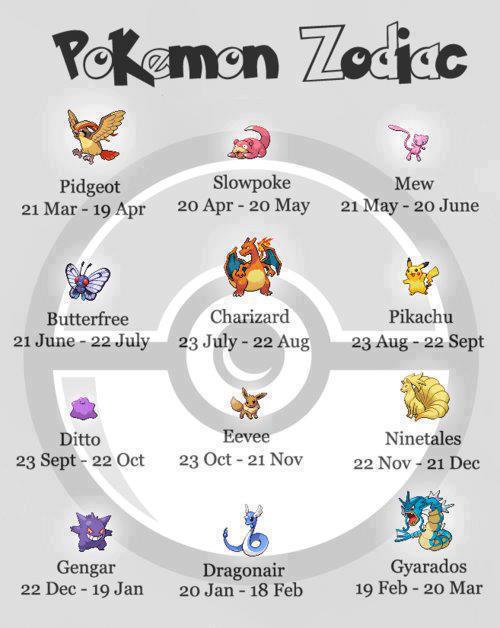 Pokemon Zodiac
Pidgeot
21 Mar - 19 Apr
Slowpoke
20 Apr - 20 May
Mew
21 May - 20 June
Butterfree
21 June - 22 July
Charizard
23 July - 22 Aug
Pikachu
23 Aug - 22 Sept
Ditto
23 Sept - 22 Oct
Eevee
23 Oct - 21 Nov
Ninetales
22 Nov - 21 Dec
Gengar
22 Dec - 19 Jan
Dragonair
20 Jan - 18 Feb
Gyarados
19 Feb - 20 Mar